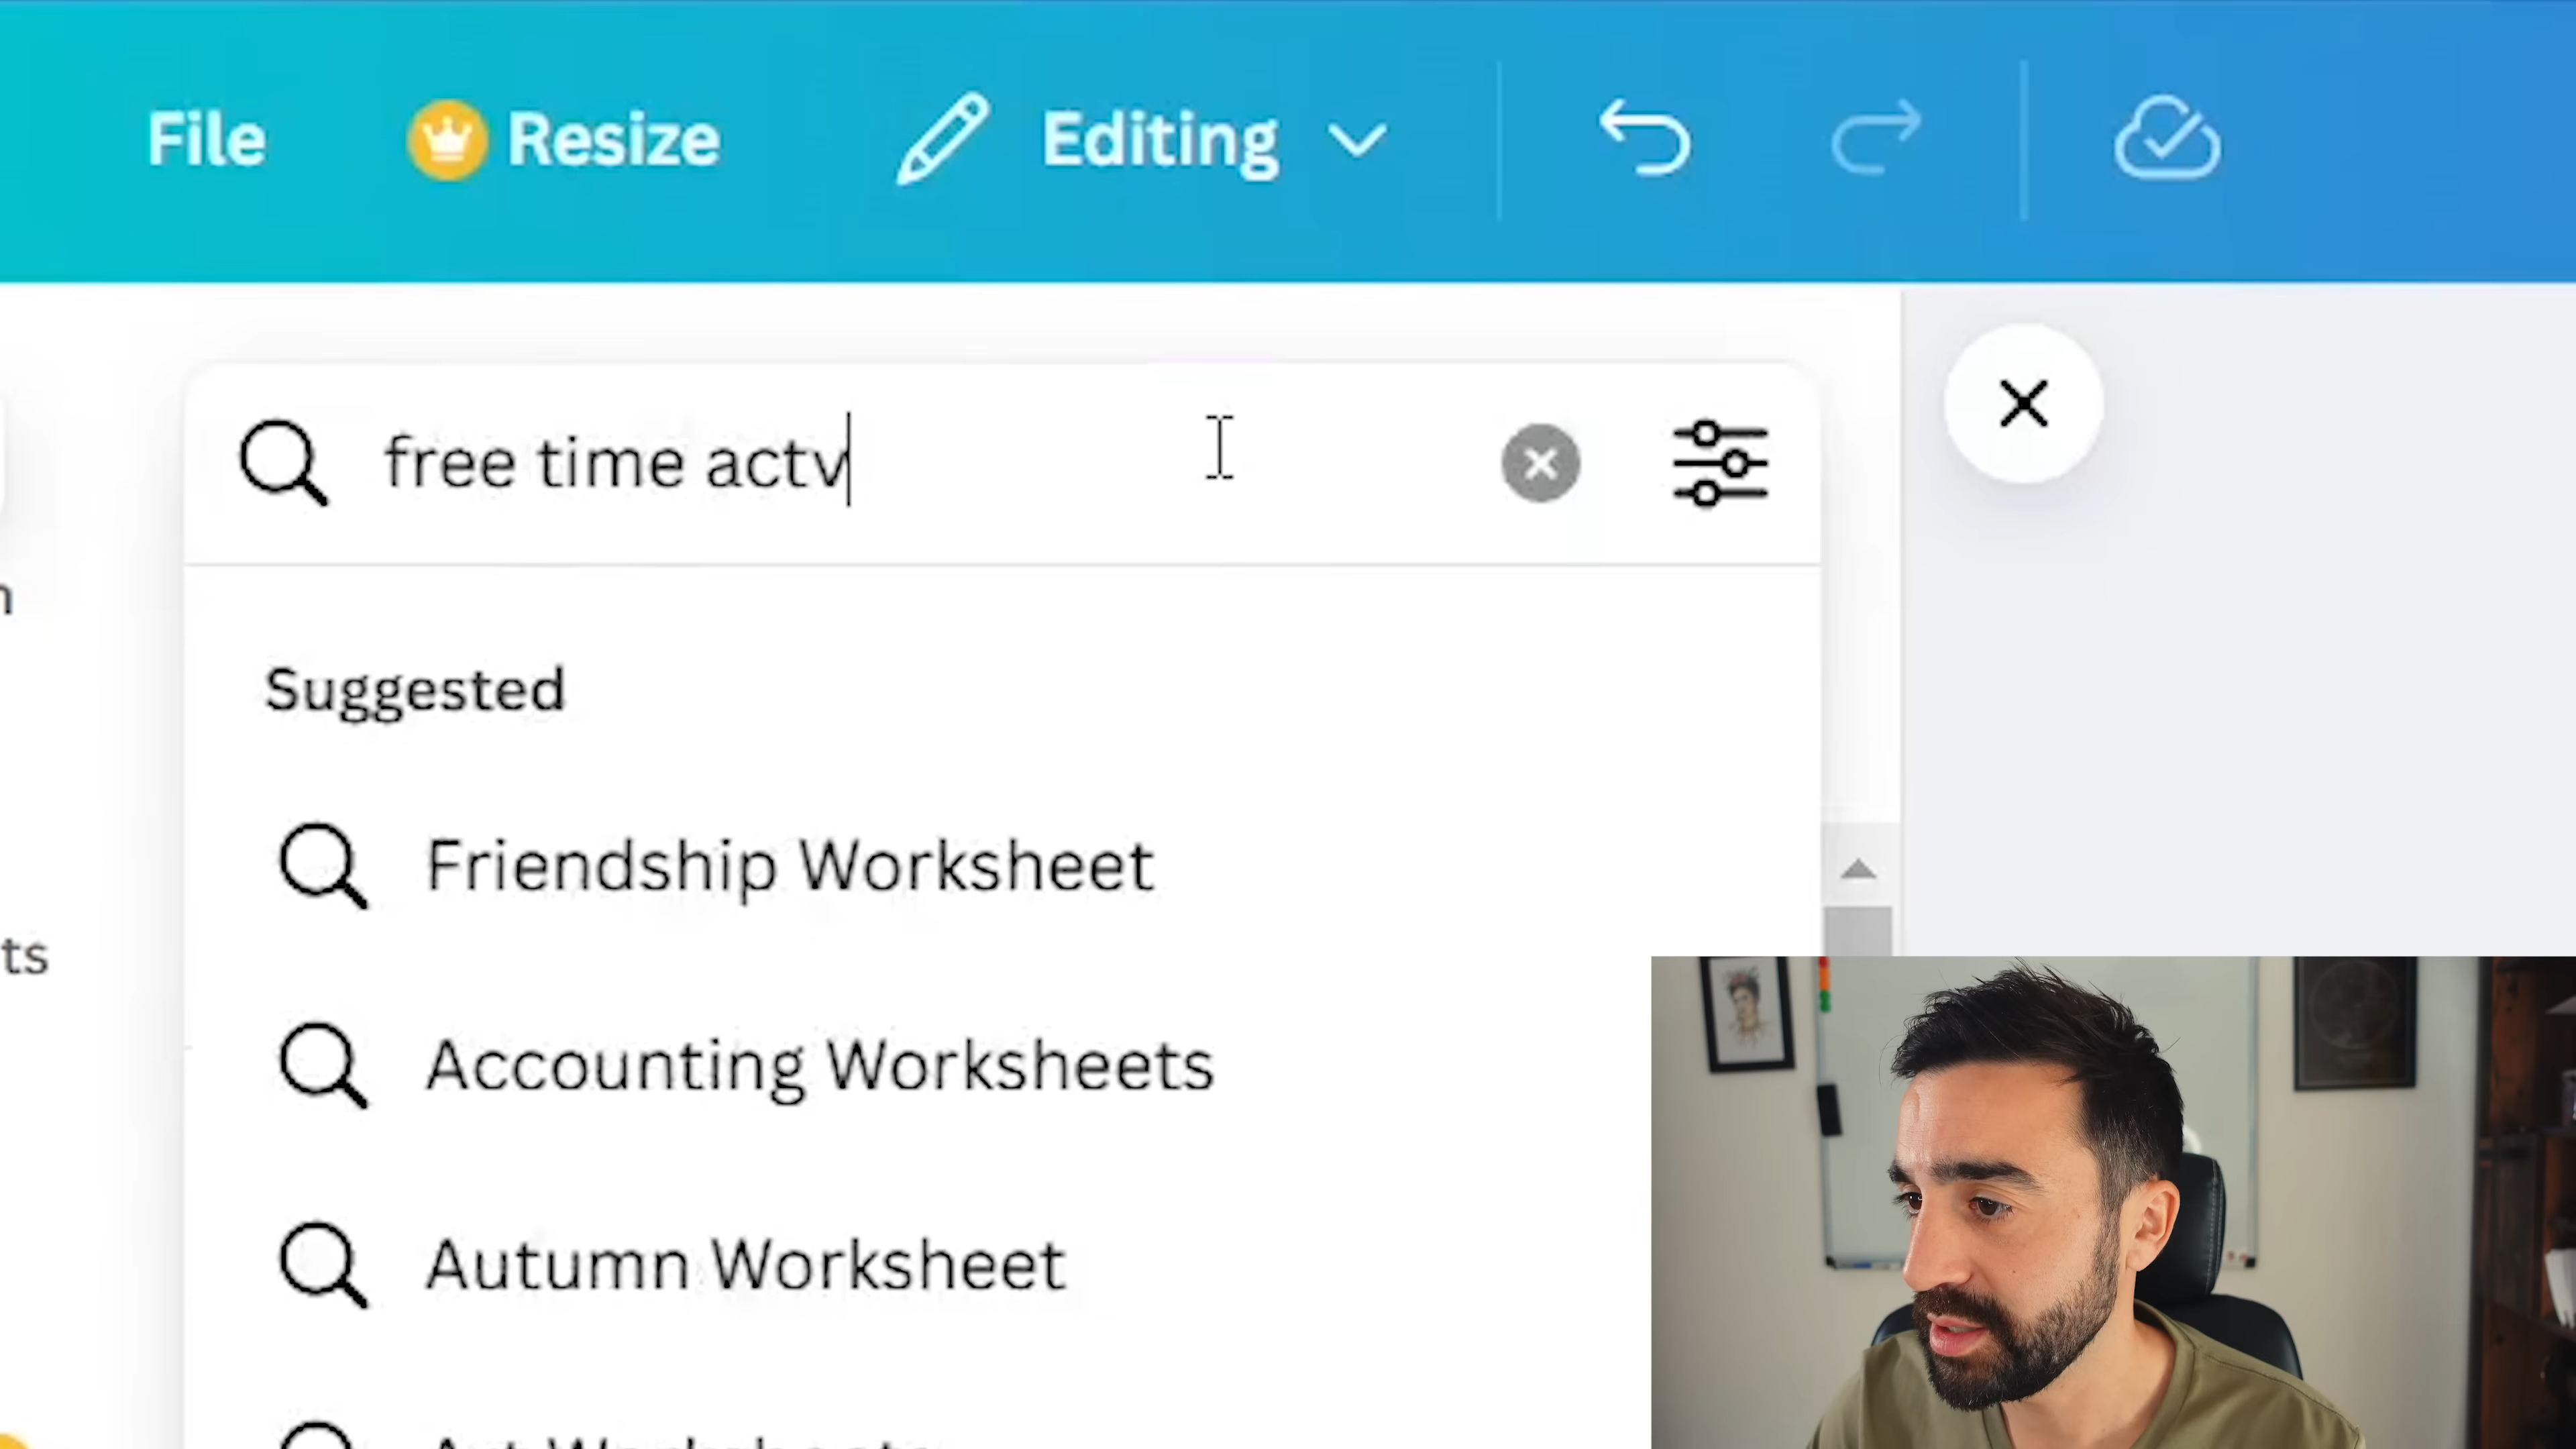 File Resize Editing
free time actv
Suggested
Friendship Worksheet
ts
Accounting Worksheets
Autumn Worksheet